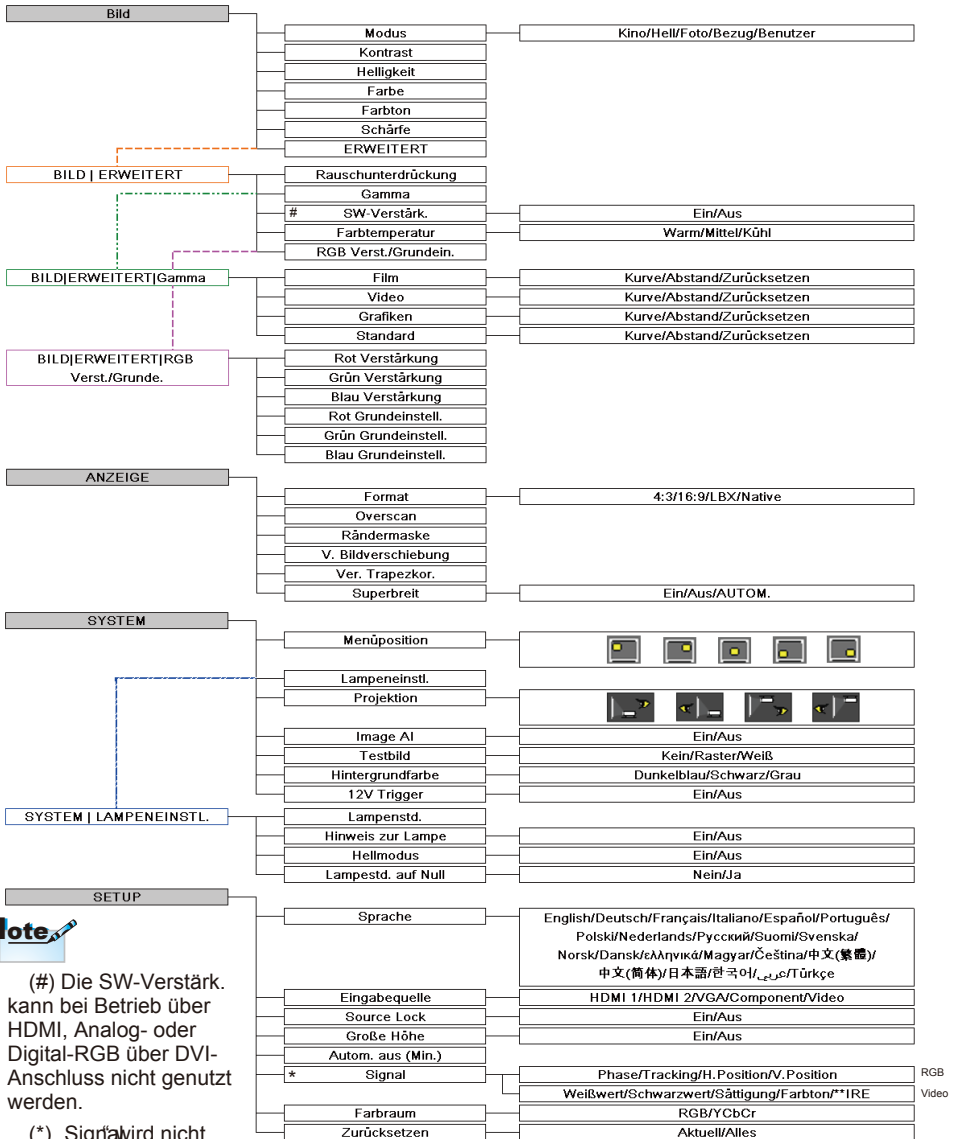 Bild
Modus Kino/Hell/Foto/Bezug/Benutzer
Kontrast
Helligkeit
Farbe
Farbton
Schärfe
ERWEITERT
BILD | ERWEITERT Rauschunterdrückung
Gamma
# SW-Verstärk. Ein/Aus
Farbtemperatur Warm/Mittel/Kühl
RGB Verst./Grundein.
BILD|ERWEITERT|Gamma Film Kurve/Abstand/Zurücksetzen
Video Kurve/Abstand/Zurücksetzen
Grafiken Kurve/Abstand/Zurücksetzen
Standard Kurve/Abstand/Zurücksetzen
BILD|ERWEITERT|RGB
Verst./Grunde.
Rot Verstärkung
Grün Verstärkung
Blau Verstärkung
Rot Grundeinstell.
Grün Grundeinstell.
Blau Grundeinstell.
ANZEIGE
Format 4:3/16:9/LBX/Native
Overscan
Rändermaske
V. Bildverschiebung
Ver. Trapezkor.
Superbreit Ein/Aus/AUTOM.
SYSTEM
Menüposition
Lampeneinstl.
Projektion
Image AI Ein/Aus
Testbild Kein/Raster/Weiß
Hintergrundfarbe Dunkelblau/Schwarz/Grau
12V Trigger Ein/Aus
SYSTEM | LAMPENEINSTL. Lampenstd.
Hinweis zur Lampe Ein/Aus
Hellmodus Ein/Aus
Lampestd. auf Null Nein/Ja
SETUP
Sprache English/Deutsch/Français/Italiano/Español/Português/
Polski/Nederlands/Русский/Suomi/Svenska/
Norsk/Dansk/ελληνικά/Magyar/Čeština/中文(繁體)/
中文(简体)/日本語/한국어/عربي/Türkçe
Eingabequelle HDMI 1/HDMI 2/VGA/Component/Video
Source Lock Ein/Aus
Große Höhe Ein/Aus
Autom. aus (Min.)
* Signal Phase/Tracking/H.Position/V.Position RGB
Weißwert/Schwarzwert/Sättigung/Farbton/**IRE Video
Farbraum RGB/YCbCr
Zurücksetzen Aktuell/Alles
ote
(#) Die SW-Verstärk.
kann bei Betrieb über
HDMI, Analog- oder
Digital-RGB über DVI-
Anschluss nicht genutzt
werden.
(*) „Signal“ wird nicht